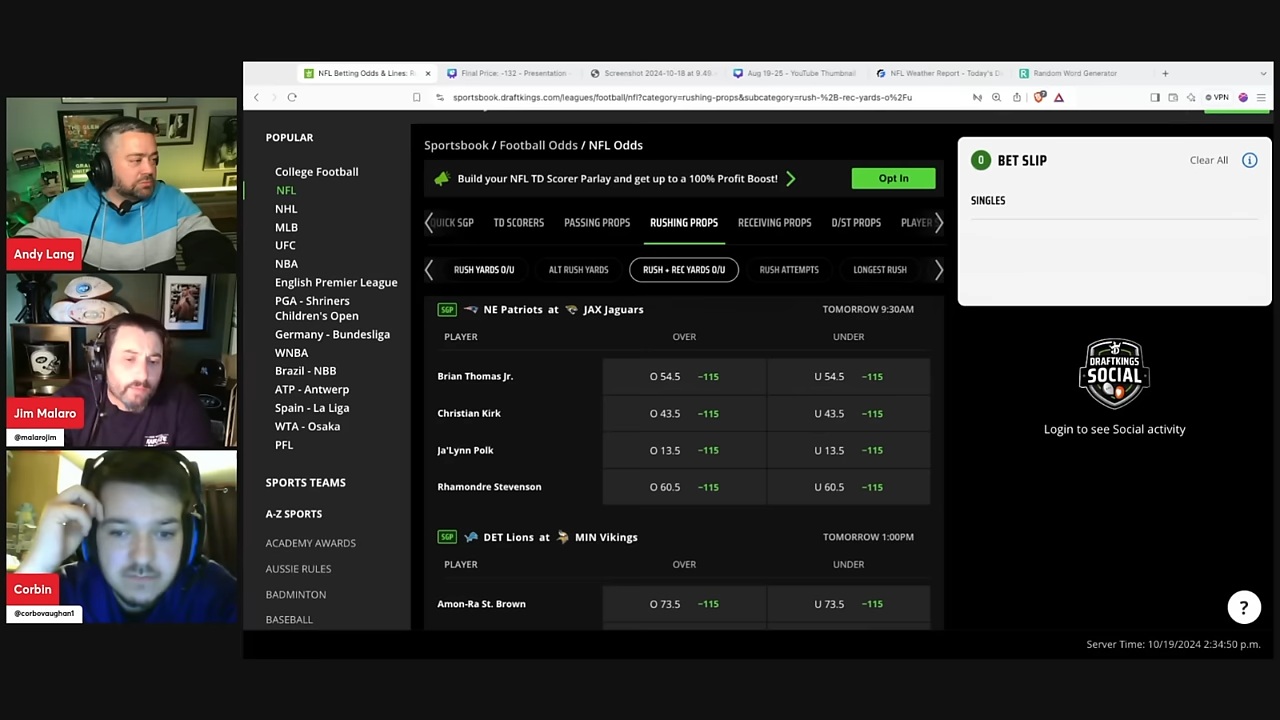 NFL Betting Odds & Lines: R
Final Price: -132 - Presentation
Screenshot 2024-10-18 at 9.49.
Aug 19-25 - YouTube Thumbnail
NFL Weather Report - Today's D
Random Word Generator
sportsbook.draftkings.com/leagues/football/nfl?category=rushing-props&subcategory=rush-%2B-rec-yards-o%2Fu
VPN
Andy Lang
Jim Malaro
@malarojim
Corbin
@corbovaughan1
POPULAR
College Football
NFL
NHL
MLB
UFC
NBA
English Premier League
PGA - Shriners
Children's Open
Germany - Bundesliga
WNBA
Brazil - NBB
ATP - Antwerp
Spain - La Liga
WTA - Osaka
PFL
SPORTS TEAMS
A-Z SPORTS
ACADEMY AWARDS
AUSSIE RULES
BADMINTON
BASEBALL
Sportsbook / Football Odds / NFL Odds
Build your NFL TD Scorer Parlay and get up to a 100% Profit Boost!
Opt In
QUICK SGP TD SCORERS PASSING PROPS RUSHING PROPS RECEIVING PROPS D/ST PROPS PLAYER
RUSH YARDS O/U ALT RUSH YARDS RUSH + REC YARDS O/U RUSH ATTEMPTS LONGEST RUSH
SGP NE Patriots at JAX Jaguars TOMORROW 9:30AM
PLAYER OVER UNDER
Brian Thomas Jr. O 54.5 −115 U 54.5 −115
Christian Kirk O 43.5 −115 U 43.5 −115
Ja'Lynn Polk O 13.5 −115 U 13.5 −115
Rhamondre Stevenson O 60.5 −115 U 60.5 −115
SGP DET Lions at MIN Vikings TOMORROW 1:00PM
PLAYER OVER UNDER
Amon-Ra St. Brown O 73.5 −115 U 73.5 −115
0 BET SLIP Clear All
SINGLES
DRAFTKINGS
SOCIAL
Login to see Social activity
?
Server Time: 10/19/2024 2:34:50 p.m.